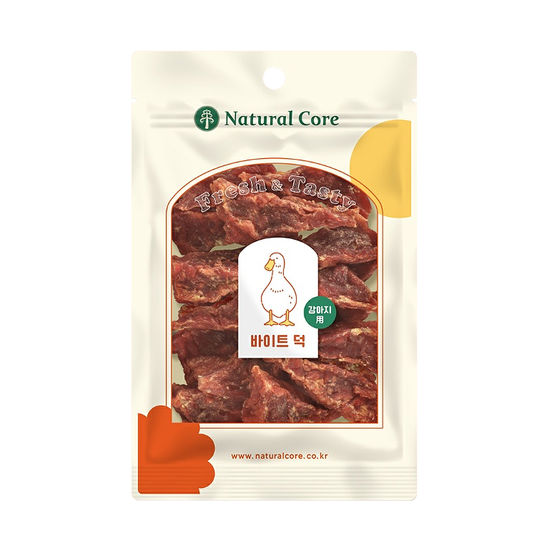 Natural Core
Fresh & Tasty
강아지
用
바이트 덕
www.naturalcore.co.kr